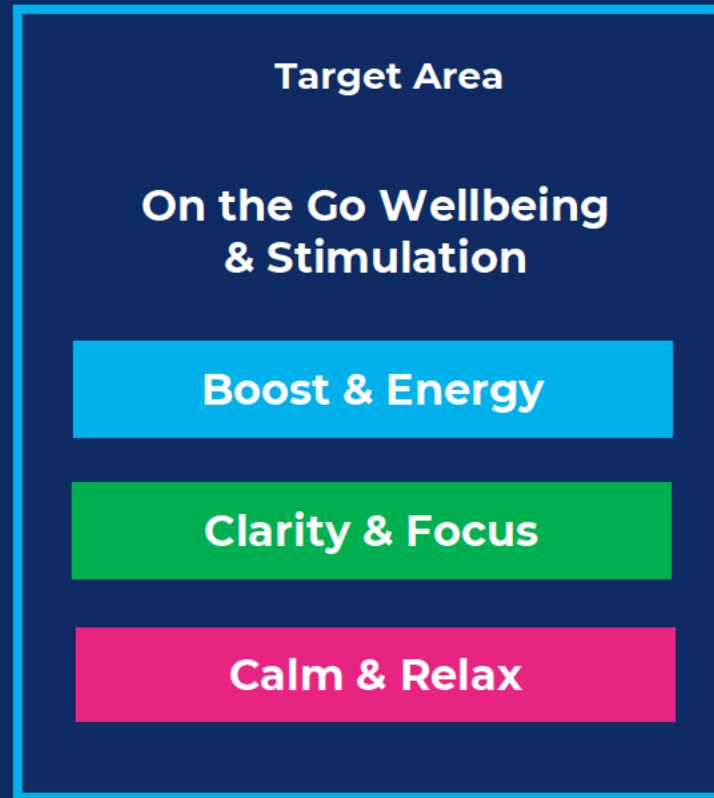 Target Area
On the Go Wellbeing
& Stimulation
Boost & Energy
Clarity & Focus
Calm & Relax